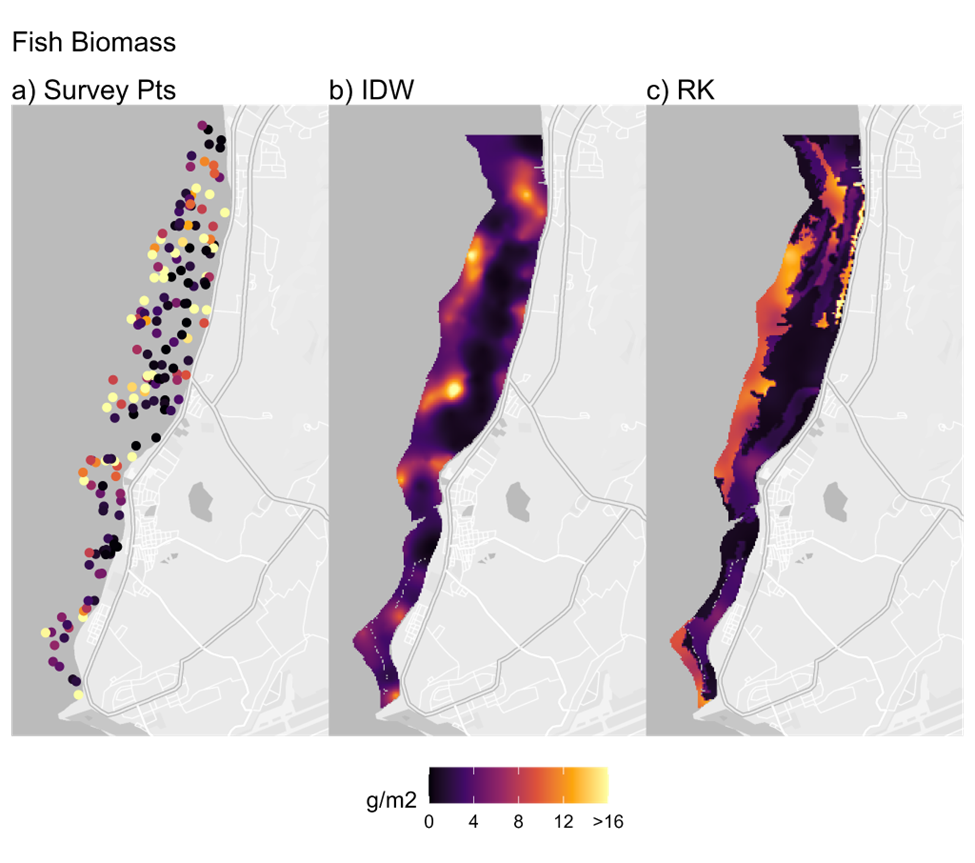 Fish Biomass
a) Survey Pts
b) IDW
c) RK
g/m2
0 4 8 12 >16